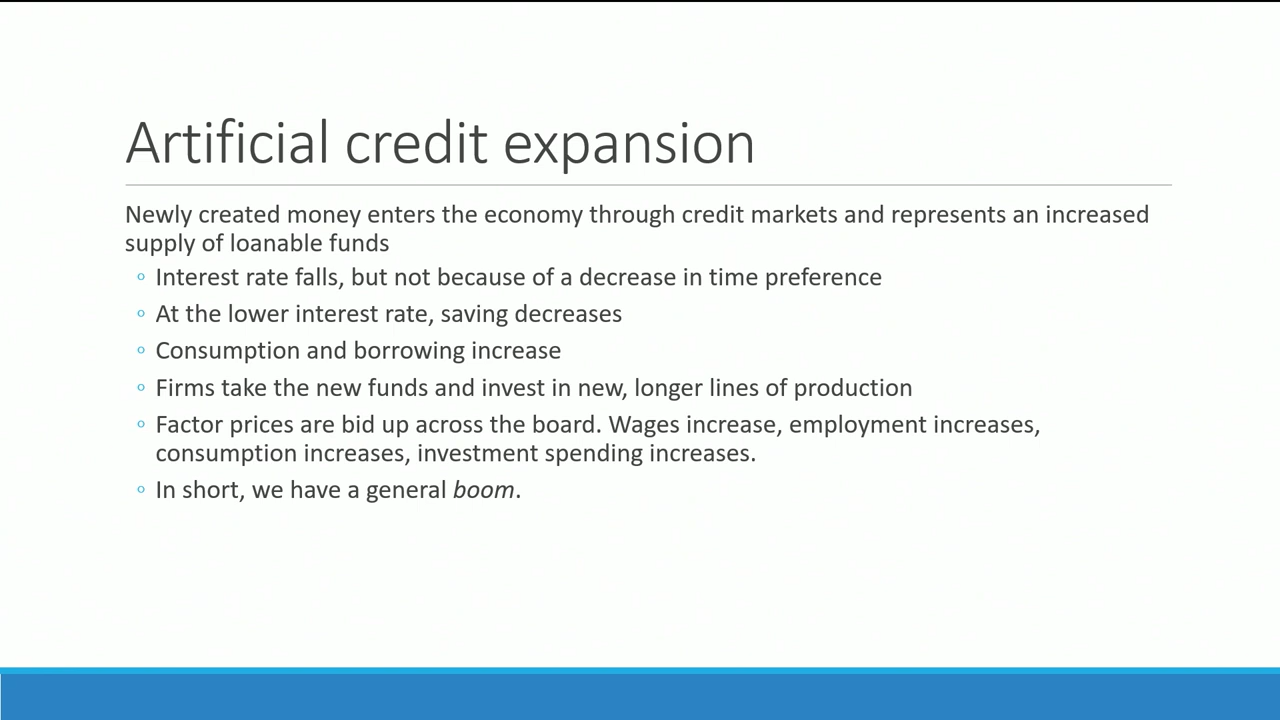 Artificial credit expansion
Newly created money enters the economy through credit markets and represents an increased
supply of loanable funds
◦ Interest rate falls, but not because of a decrease in time preference
◦ At the lower interest rate, saving decreases
◦ Consumption and borrowing increase
◦ Firms take the new funds and invest in new, longer lines of production
◦ Factor prices are bid up across the board. Wages increase, employment increases,
consumption increases, investment spending increases.
◦ In short, we have a general boom.